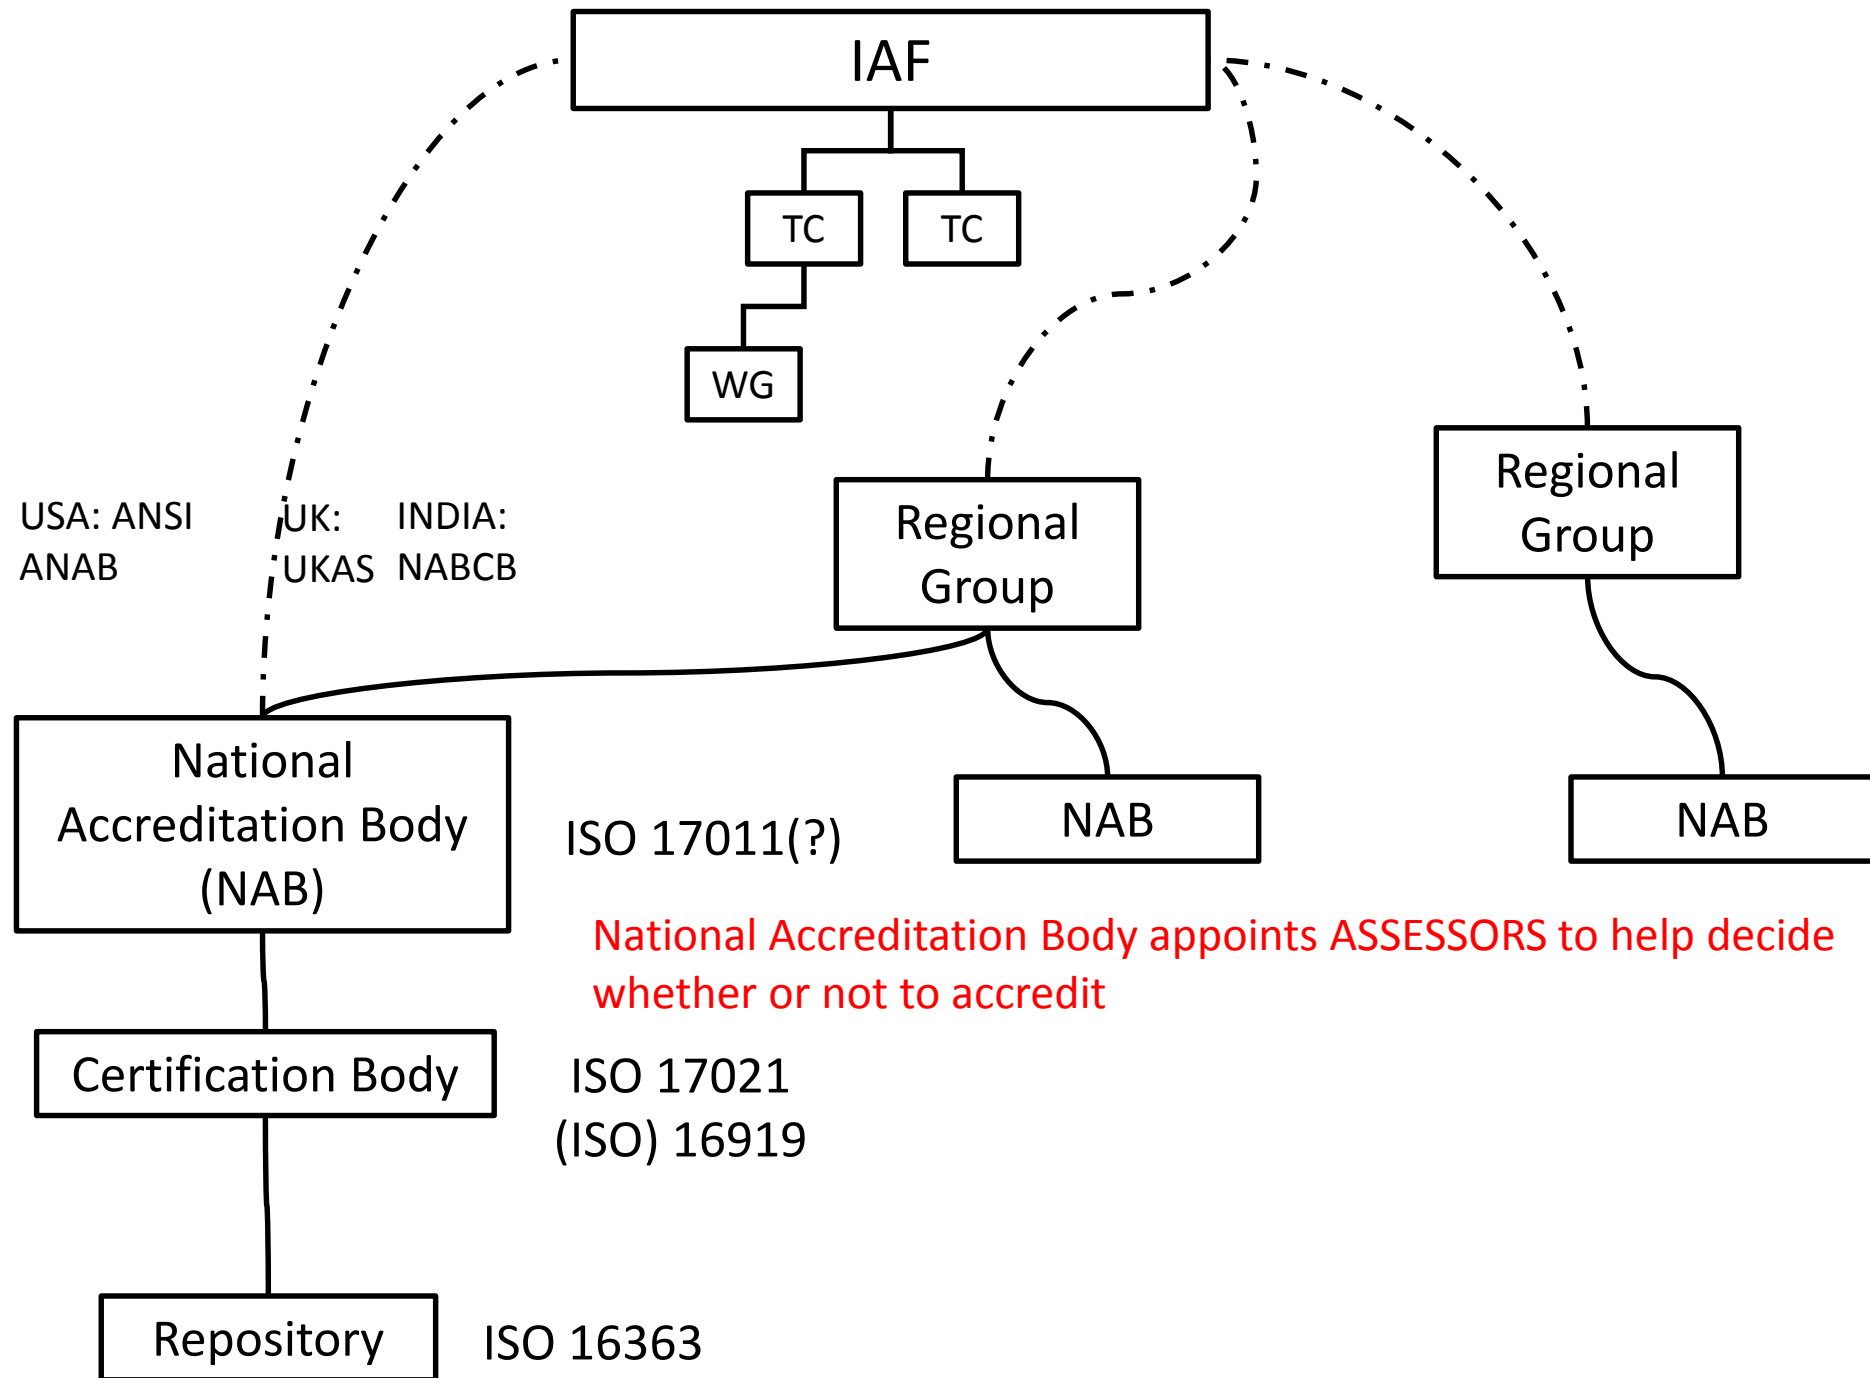 IAF
TC
TC
WG
Regional
Group
Regional
Group
USA: ANSI
ANAB
UK:
UKAS
INDIA:
NABCB
National
Accreditation Body
(NAB)
ISO 17011(?)
NAB
NAB
National Accreditation Body appoints ASSESSORS to help decide
whether or not to accredit
Certification Body
ISO 17021
(ISO) 16919
Repository
ISO 16363